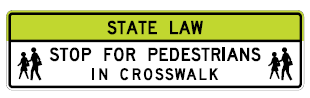 STATE LAW
STOP FOR PEDESTRIANS
IN CROSSWALK